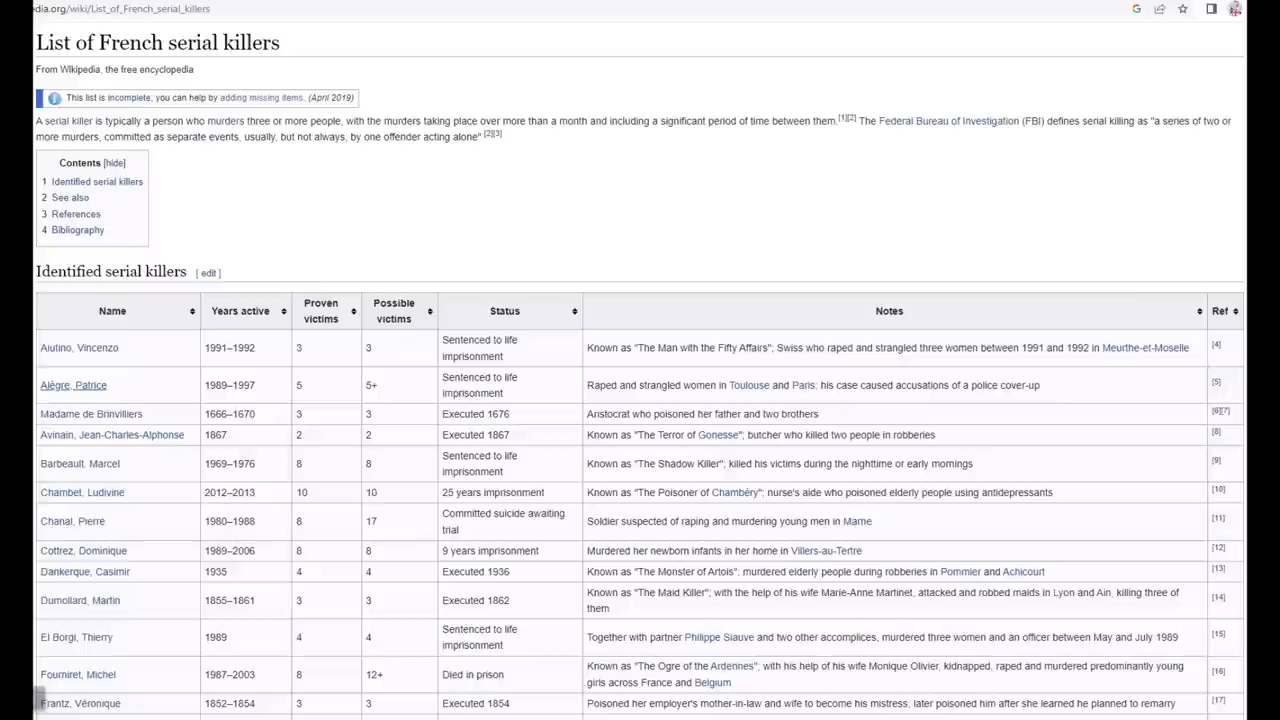 dia.org/wiki/List_of_French_serial_killers
List of French serial killers
From Wikipedia, the free encyclopedia
This list is incomplete, you can help by adding missing items. (April 2019)
A serial killer is typically a person who murders three or more people, with the murders taking place over more than a month and including a significant period of time between them.[1][2] The Federal Bureau of Investigation (FBI) defines serial killing as "a series of two or
more murders, committed as separate events, usually, but not always, by one offender acting alone" [2][3]
Contents [hide]
1 Identified serial killers
2 See also
3 References
4 Bibliography
Identified serial killers [ edit ]
Name Years active Proven victims Possible victims Status Notes Ref
Aiutino, Vincenzo 1991–1992 3 3 Sentenced to life imprisonment Known as "The Man with the Fifty Affairs"; Swiss who raped and strangled three women between 1991 and 1992 in Meurthe-et-Moselle [4]
Alègre, Patrice 1989–1997 5 5+ Sentenced to life imprisonment Raped and strangled women in Toulouse and Paris; his case caused accusations of a police cover-up [5]
Madame de Brinvilliers 1666–1670 3 3 Executed 1676 Aristocrat who poisoned her father and two brothers [6][7]
Avinain, Jean-Charles-Alphonse 1867 2 2 Executed 1867 Known as "The Terror of Gonesse"; butcher who killed two people in robberies [8]
Barbeault, Marcel 1969–1976 8 8 Sentenced to life imprisonment Known as "The Shadow Killer"; killed his victims during the nighttime or early mornings [9]
Chambet, Ludivine 2012–2013 10 10 25 years imprisonment Known as "The Poisoner of Chambéry"; nurse's aide who poisoned elderly people using antidepressants [10]
Chanal, Pierre 1980–1988 8 17 Committed suicide awaiting trial Soldier suspected of raping and murdering young men in Marne [11]
Cottrez, Dominique 1989–2006 8 8 9 years imprisonment Murdered her newborn infants in her home in Villers-au-Tertre [12]
Dankerque, Casimir 1935 4 4 Executed 1936 Known as "The Monster of Artois"; murdered elderly people during robberies in Pommier and Achicourt [13]
Dumollard, Martin 1855–1861 3 3 Executed 1862 Known as "The Maid Killer"; with the help of his wife Marie-Anne Martinet, attacked and robbed maids in Lyon and Ain, killing three of them [14]
El Borgi, Thierry 1989 4 4 Sentenced to life imprisonment Together with partner Philippe Siauve and two other accomplices, murdered three women and an officer between May and July 1989 [15]
Fourniret, Michel 1987–2003 8 12+ Died in prison Known as "The Ogre of the Ardennes"; with his help of his wife Monique Olivier, kidnapped, raped and murdered predominantly young girls across France and Belgium [16]
Frantz, Véronique 1852–1854 3 3 Executed 1854 Poisoned her employer's mother-in-law and wife to become his mistress, later poisoned him after she learned he planned to remarry [17]